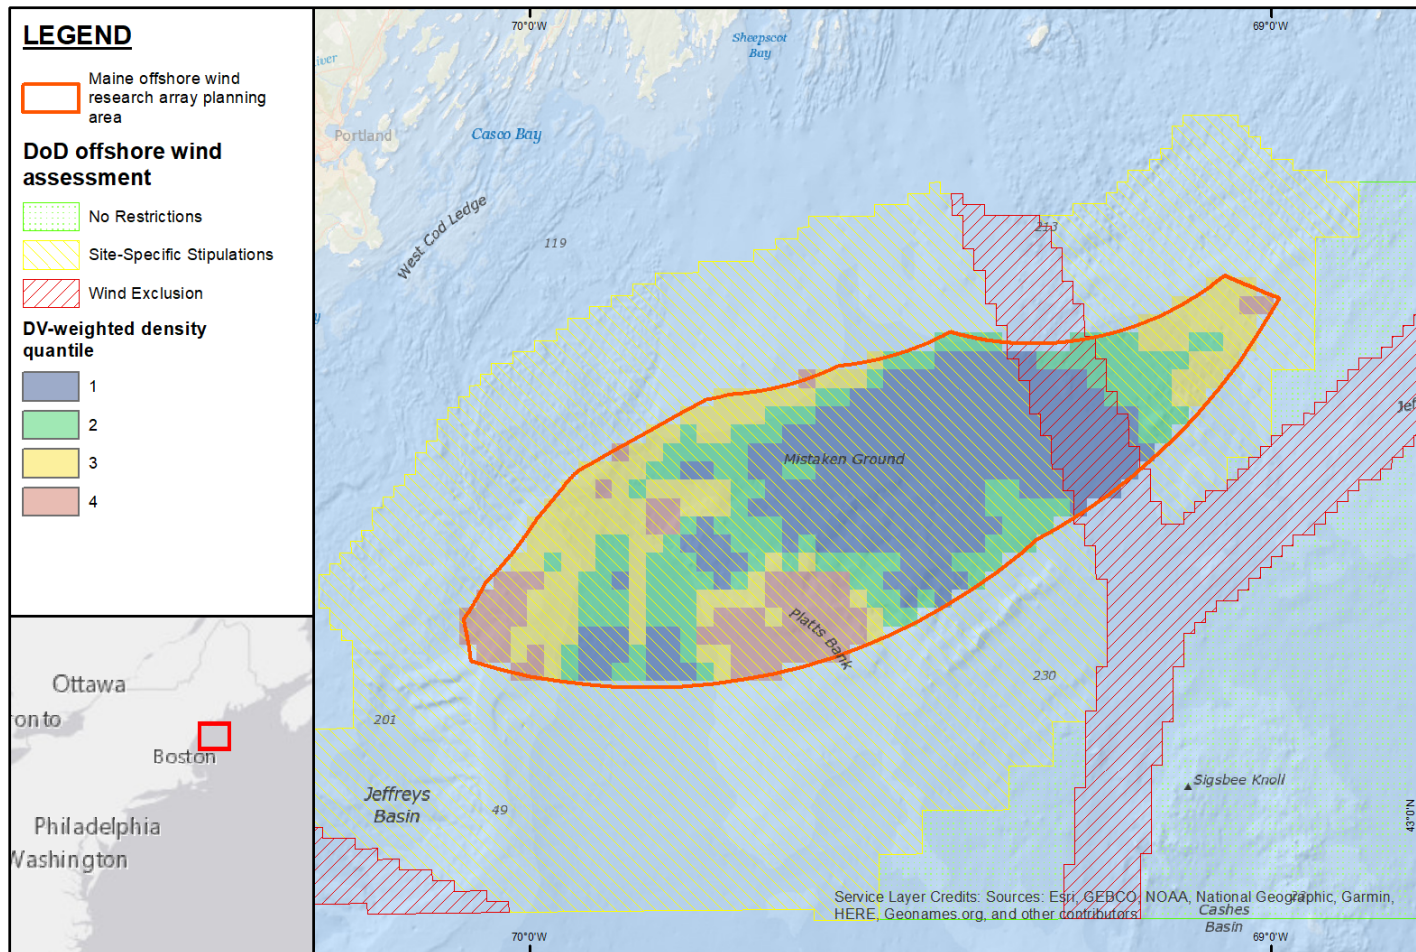 LEGEND
Maine offshore wind
research array planning
area
DoD offshore wind
assessment
No Restrictions
Site-Specific Stipulations
Wind Exclusion
DV-weighted density
quantile
1
2
3
4
Ottawa
ronto
Boston
Philadelphia
Washington
70°0'W
69°0'W
Sheepscot
Bay
iver
Portland
Casco Bay
West Cod Ledge
119
213
y
Jef
Mistaken Ground
Platts Bank
230
201
Jeffreys
Basin
49
Sigsbee Knoll
43°0'N
Service Layer Credits: Sources: Esri, GEBCO, NOAA, National Geographic, Garmin,
HERE, Geonames.org, and other contributors
Cashes
Basin
70°0'W
69°0'W